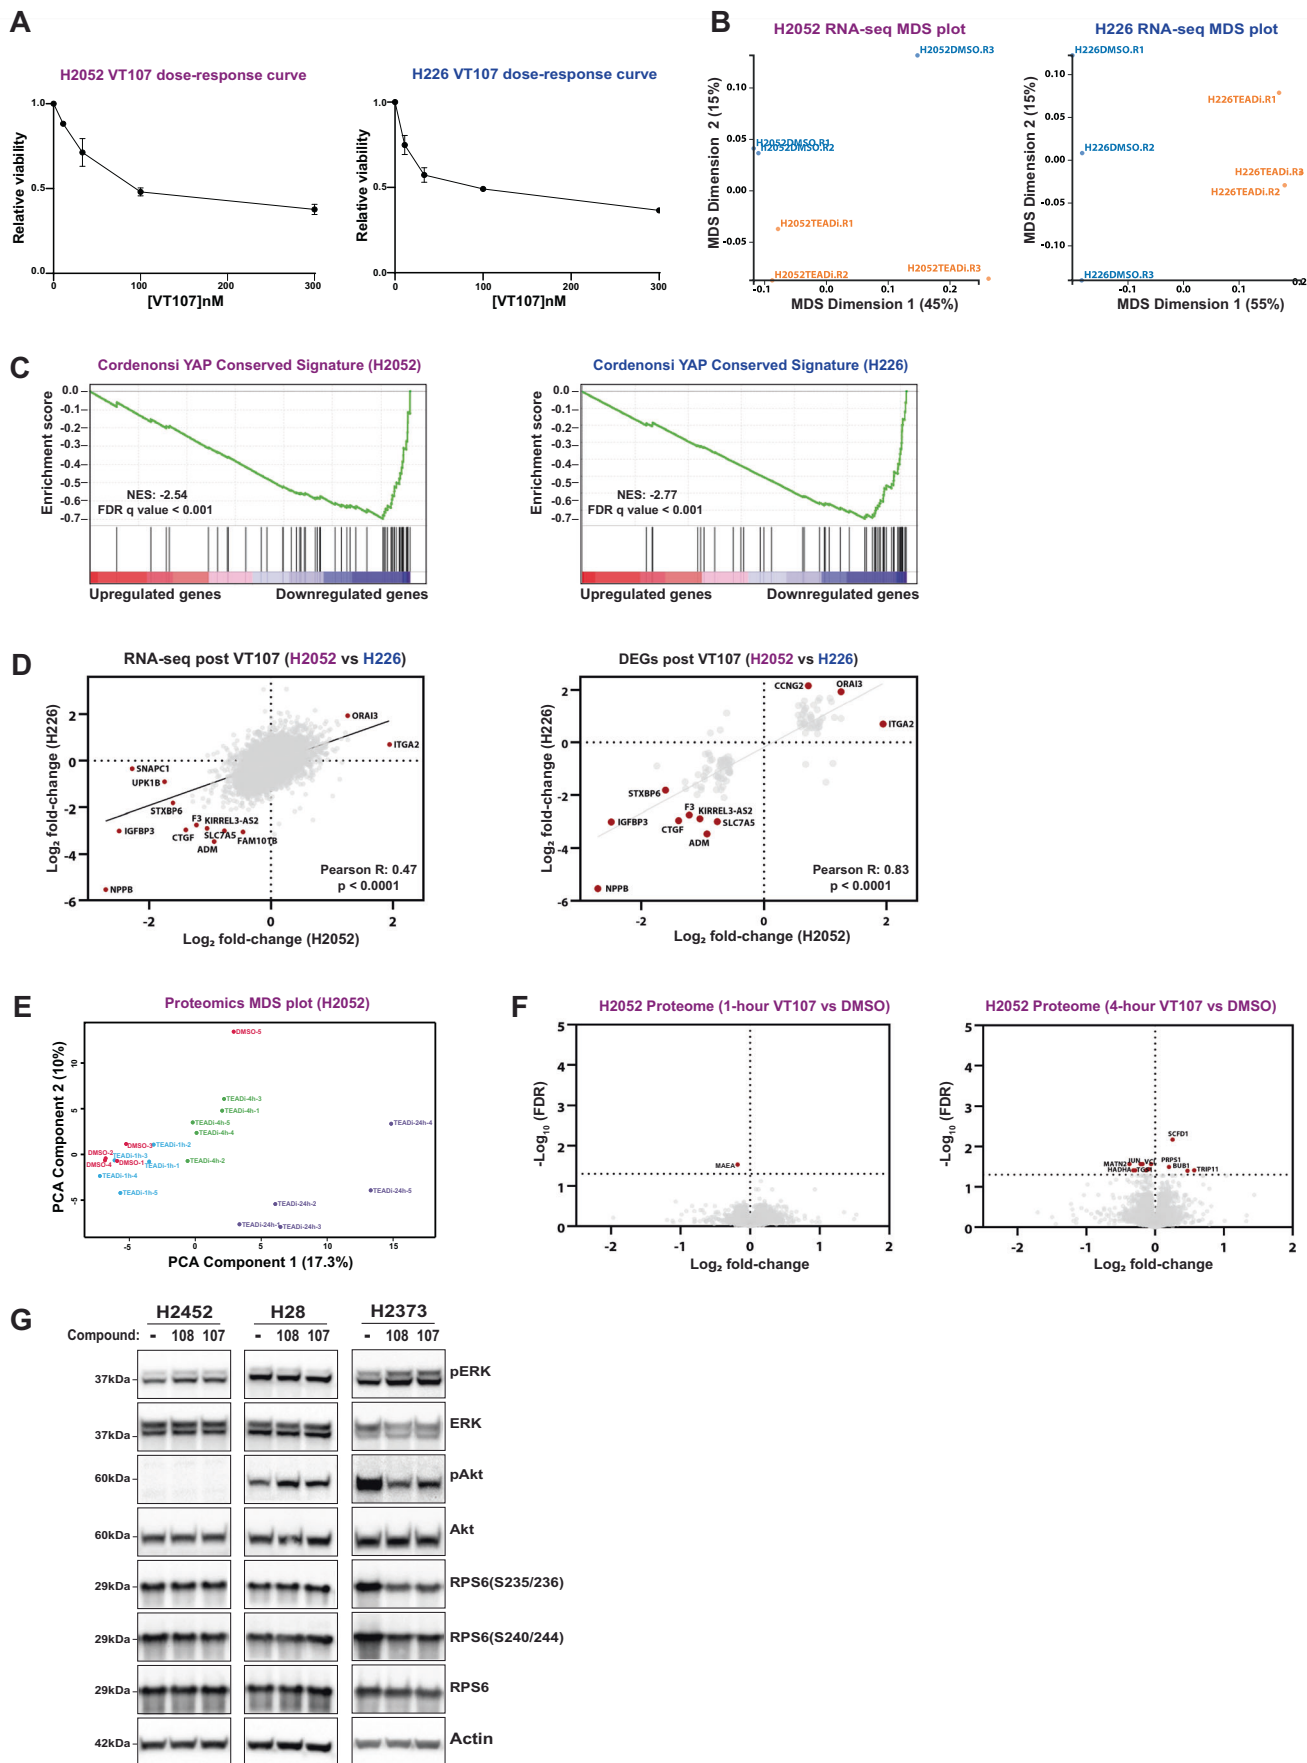 A
H2052 VT107 dose-response curve
H226 VT107 dose-response curve
Relative viability
1.0
0.5
0.0
0 100 200 300
[VT107]nM
Relative viability
1.0
0.5
0.0
0 100 200 300
[VT107]nM
B
H2052 RNA-seq MDS plot
H226 RNA-seq MDS plot
MDS Dimension 2 (15%)
0.10
0.05
0.00
-0.05
H2052DMSO.R3
H2052DMSO.R1
H2052DMSO.R2
H2052TEADi.R1
H2052TEADi.R2
H2052TEADi.R3
-0.1 0.0 0.1 0.2
MDS Dimension 1 (45%)
MDS Dimension 2 (15%)
0.10
0.05
0.00
-0.05
-0.10
H226DMSO.R1
H226TEADi.R1
H226DMSO.R2
H226TEADi.R3
H226TEADi.R2
H226DMSO.R3
-0.1 0.0 0.1 0.2
MDS Dimension 1 (55%)
C
Cordenonsi YAP Conserved Signature (H2052)
Cordenonsi YAP Conserved Signature (H226)
Enrichment score
0.0
-0.1
-0.2
-0.3
-0.4
-0.5
-0.6
-0.7
NES: -2.54
FDR q value < 0.001
Upregulated genes Downregulated genes
Enrichment score
0.0
-0.1
-0.2
-0.3
-0.4
-0.5
-0.6
-0.7
NES: -2.77
FDR q value < 0.001
Upregulated genes Downregulated genes
D
RNA-seq post VT107 (H2052 vs H226)
DEGs post VT107 (H2052 vs H226)
Log₂ fold-change (H226)
2
0
-2
-4
-6
ORAI3
ITGA2
SNAPC1
UPK1B
STXBP6
F3 KIRREL3-AS2
IGFBP3
CTGF SLC7A5 FAM101B
ADM
NPPB
Pearson R: 0.47
p < 0.0001
-2 0 2
Log₂ fold-change (H2052)
Log₂ fold-change (H226)
2
0
-2
-4
-6
CCNG2 ORAI3
ITGA2
STXBP6
F3 KIRREL3-AS2
IGFBP3
CTGF SLC7A5
ADM
NPPB
Pearson R: 0.83
p < 0.0001
-2 0 2
Log₂ fold-change (H2052)
E
Proteomics MDS plot (H2052)
PCA Component 2 (10%)
10
5
0
-5
DMSO-5
TEADi-4h-3
TEADi-4h-1
TEADi-4h-5
TEADi-4h-4
TEADi-24h-4
DMSO-3 TEADi-1h-2
DMSO-2 TEADi-1h-3
DMSO-4 DMSO-1 TEADi-1h-1
TEADi-4h-2
TEADi-1h-4
TEADi-1h-5
TEADi-24h-5
TEADi-24h-2
TEADi-24h-1 TEADi-24h-3
-5 0 5 10 15
PCA Component 1 (17.3%)
F
H2052 Proteome (1-hour VT107 vs DMSO)
H2052 Proteome (4-hour VT107 vs DMSO)
-Log₁₀ (FDR)
5
4
3
2
1
0
MAEA
-2 -1 0 1 2
Log₂ fold-change
-Log₁₀ (FDR)
5
4
3
2
1
0
SCFD1
MATN2 JUN PRPS1
HADHA BUB1 TRIP11
-2 -1 0 1 2
Log₂ fold-change
G
H2452 H28 H2373
Compound: - 108 107 - 108 107 - 108 107
37kDa pERK
37kDa ERK
60kDa pAkt
60kDa Akt
29kDa RPS6(S235/236)
29kDa RPS6(S240/244)
29kDa RPS6
42kDa Actin